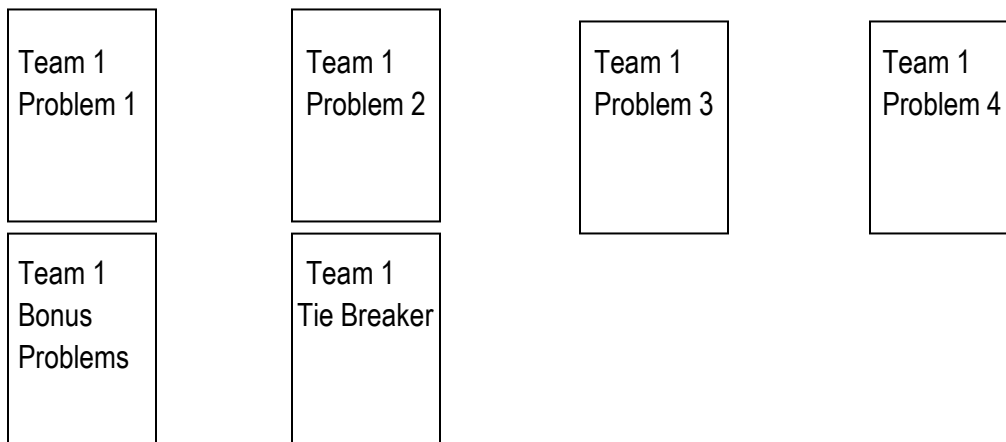 Team 1
Problem 1
Team 1
Problem 2
Team 1
Problem 3
Team 1
Problem 4
Team 1
Bonus
Problems
Team 1
Tie Breaker